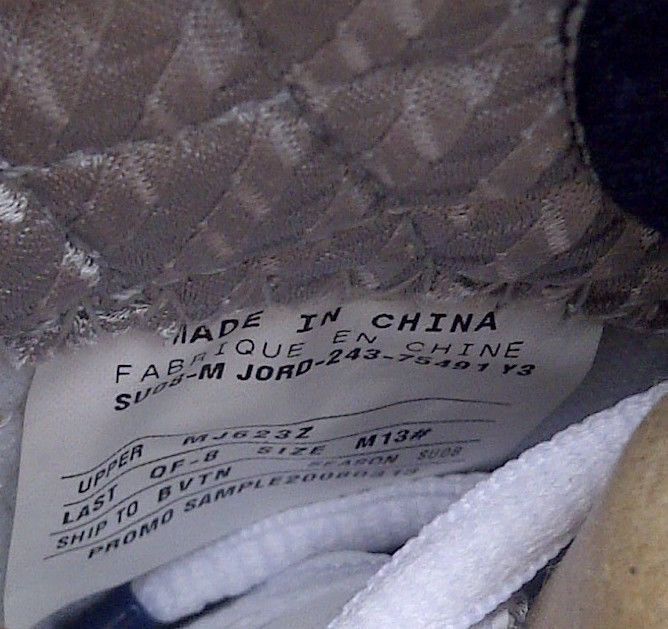 MADE IN CHINA
FABRIQUE EN CHINE
SU08-M JORD-243-75491 Y3
UPPER MJ623Z
LAST OF-8 SIZE M13#
SHIP TO BVTN SEASON SU08
PROMO SAMPLE20080313